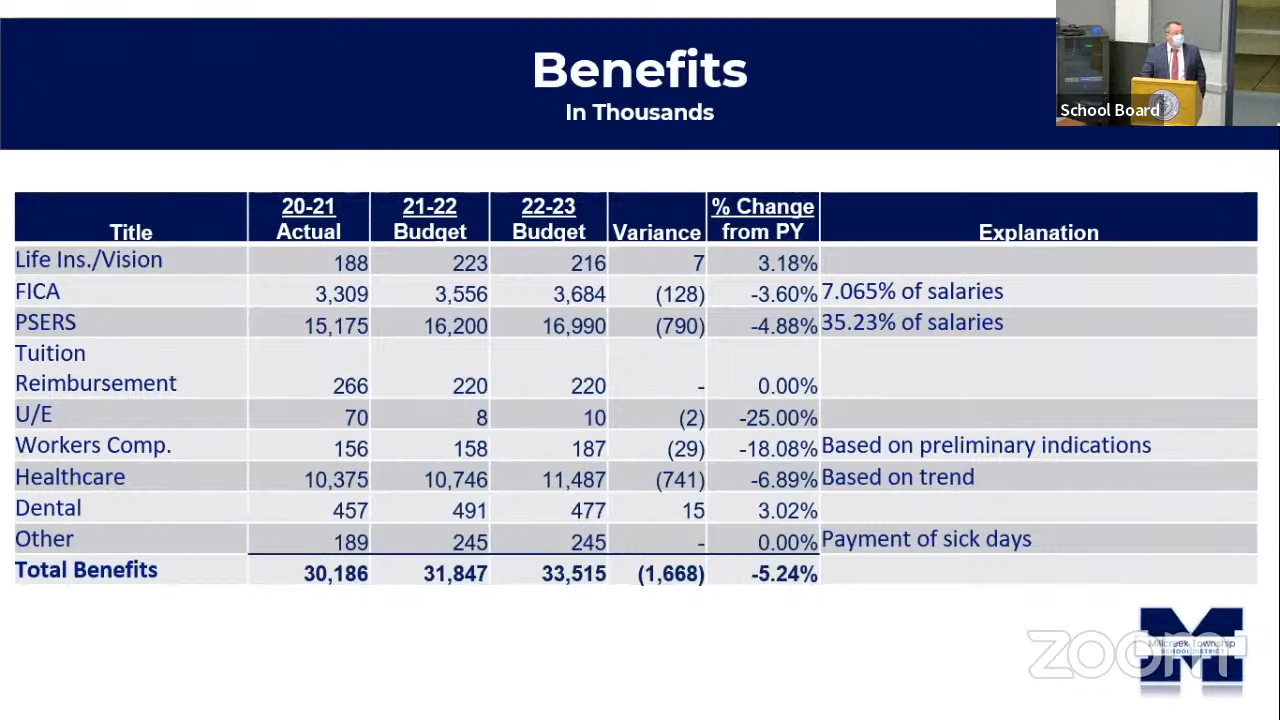 Benefits
In Thousands
School Board
Title 20-21 Actual 21-22 Budget 22-23 Budget Variance % Change from PY Explanation
Life Ins./Vision 188 223 216 7 3.18%
FICA 3,309 3,556 3,684 (128) -3.60% 7.065% of salaries
PSERS 15,175 16,200 16,990 (790) -4.88% 35.23% of salaries
Tuition
Reimbursement 266 220 220 - 0.00%
U/E 70 8 10 (2) -25.00%
Workers Comp. 156 158 187 (29) -18.08% Based on preliminary indications
Healthcare 10,375 10,746 11,487 (741) -6.89% Based on trend
Dental 457 491 477 15 3.02%
Other 189 245 245 - 0.00% Payment of sick days
Total Benefits 30,186 31,847 33,515 (1,668) -5.24%
M
Millcreek Township
SCHOOL DISTRICT
zoom